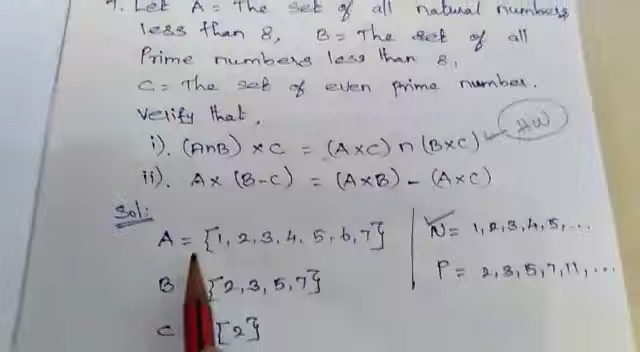 9. Let A = The set of all natural numbers
less than 8, B = The set of all
Prime numbers less than 8,
C = The set of even prime number.
Verify that,
i). (A∩B) × C = (A×C) ∩ (B×C) ✓ HW
ii). A × (B-C) = (A×B) - (A×C)
Sol:
A = {1, 2, 3, 4, 5, 6, 7}
B {2, 3, 5, 7}
C {2}
N = 1, 2, 3, 4, 5, ...
P = 2, 3, 5, 7, 11, ...